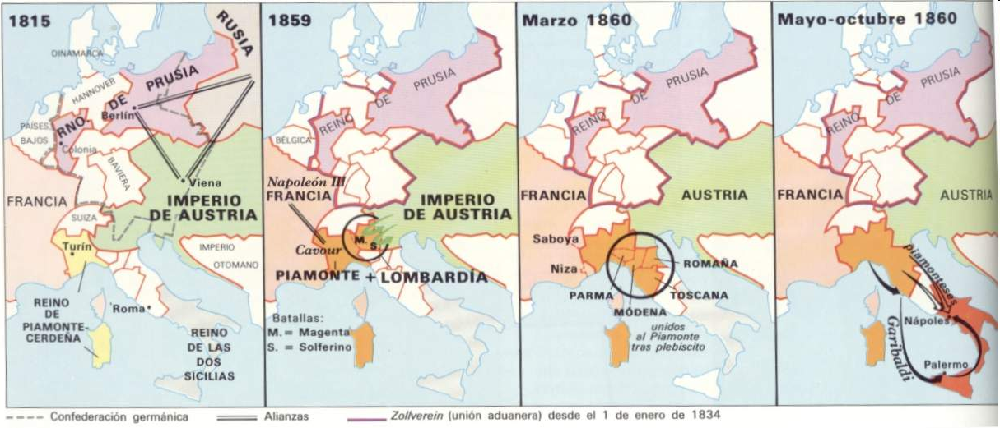 1815
RUSIA
DINAMARCA
HANNOVER
PRUSIA
DE
Berlín
PAÍSES
BAJOS
RNO.
Colonia
BAVIERA
Viena
FRANCIA
IMPERIO
DE AUSTRIA
SUIZA
Turín
IMPERIO
OTOMANO
REINO
DE
PIAMONTE-
CERDEÑA
Roma
REINO
DE LAS
DOS
SICILIAS
1859
PRUSIA
DE
REINO
BÉLGICA
Napoleón III
FRANCIA
IMPERIO
DE AUSTRIA
Cavour
M.
S.
PIAMONTE + LOMBARDÍA
Batallas:
M. = Magenta
S. = Solferino
Marzo 1860
PRUSIA
DE
REINO
FRANCIA
AUSTRIA
Saboya
Niza
ROMAÑA
PARMA
TOSCANA
MÓDENA
unidos
al Piamonte
tras plebiscito
Mayo-octubre 1860
PRUSIA
DE
REINO
FRANCIA
AUSTRIA
piamonteses
Nápoles
Garibaldi
Palermo
Confederación germánica
Alianzas
Zollverein (unión aduanera) desde el 1 de enero de 1834